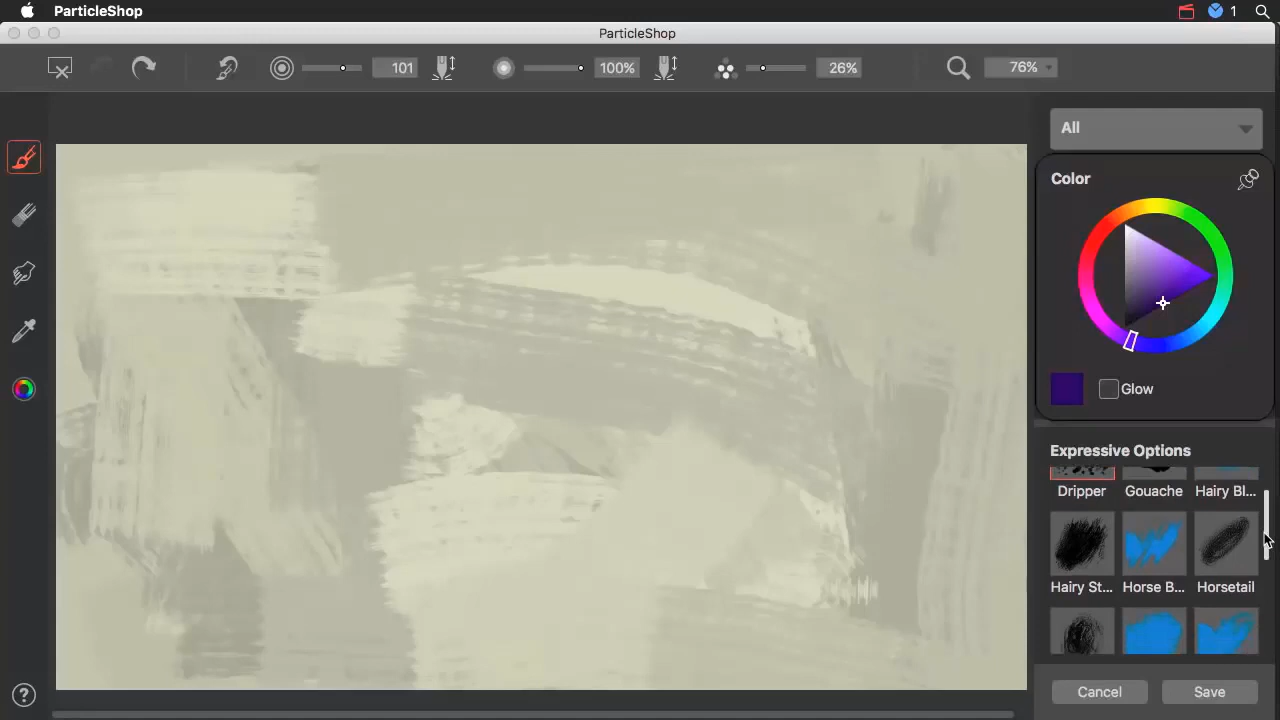 ParticleShop
1
ParticleShop
101
100%
26%
76%
All
Color
Glow
Expressive Options
Dripper
Gouache
Hairy Bl...
Hairy St...
Horse B...
Horsetail
Cancel
Save
?